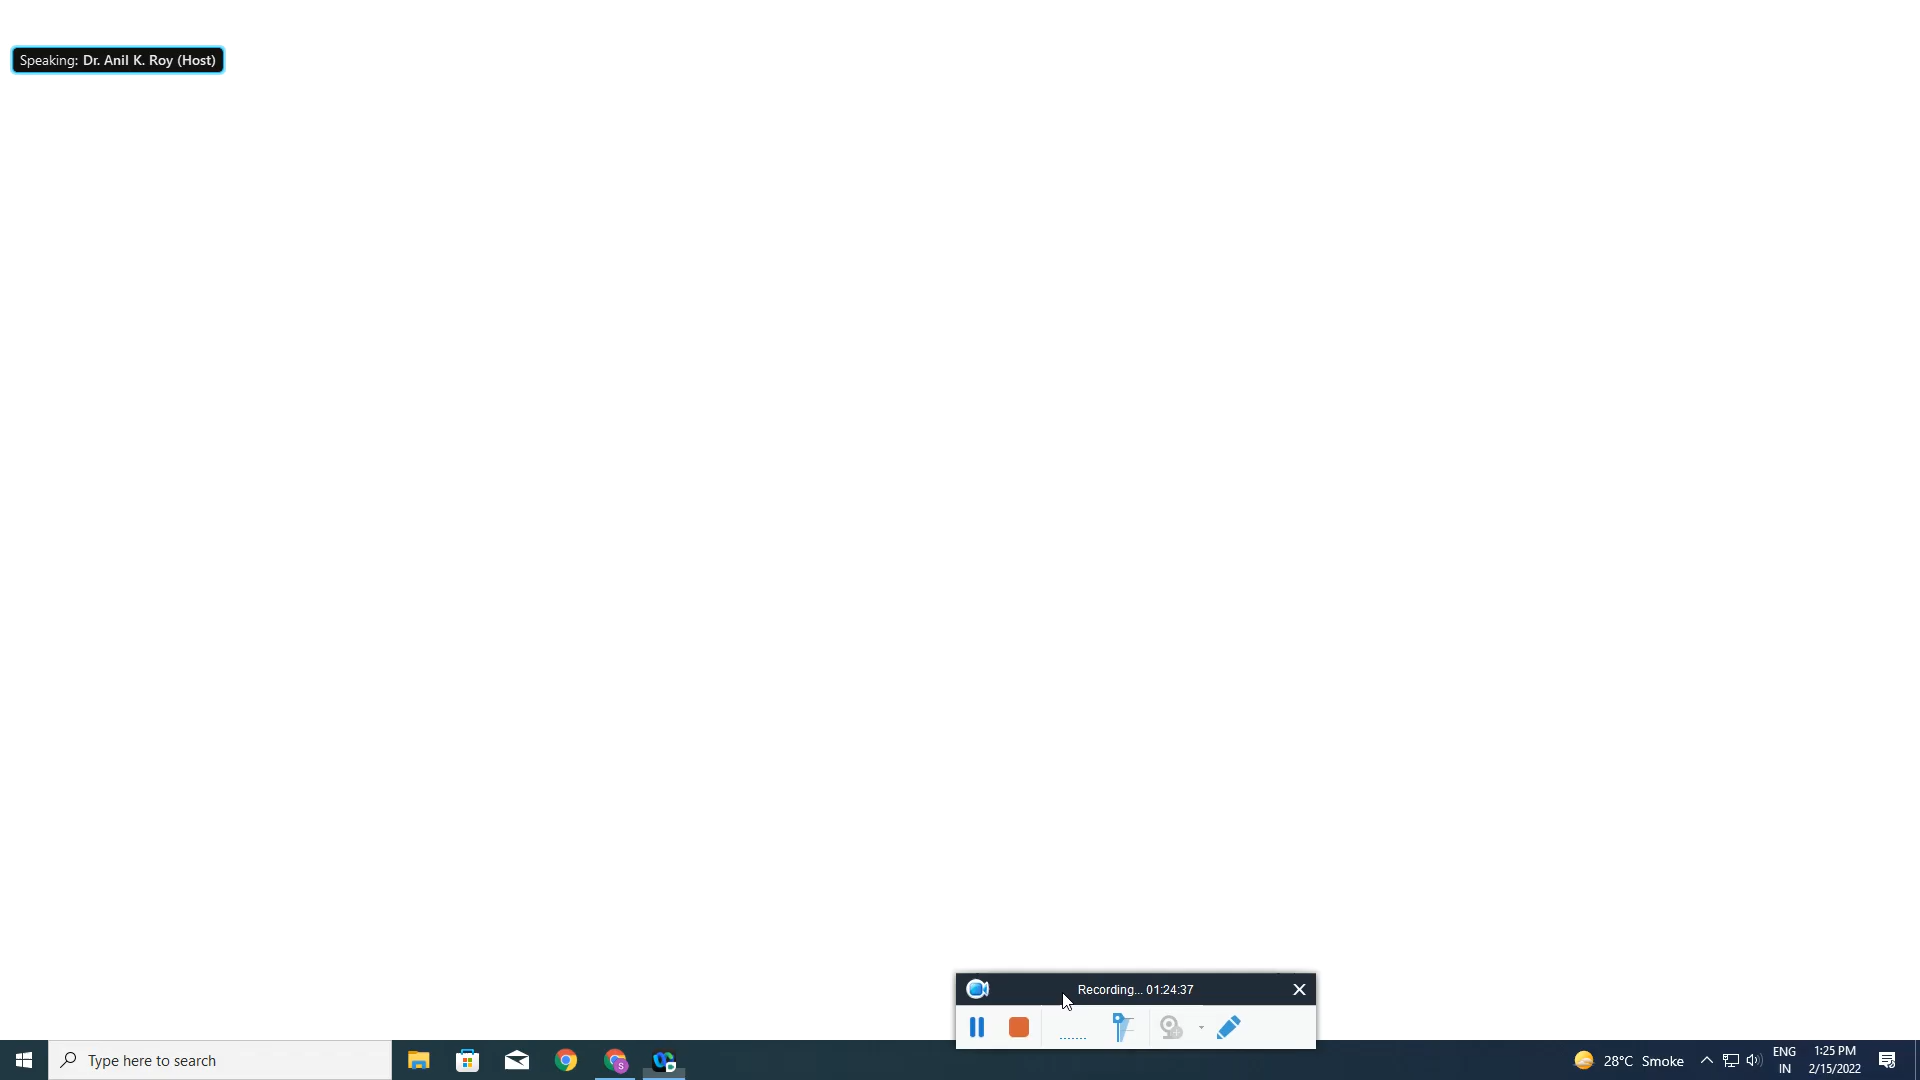 Speaking: Dr. Anil K. Roy (Host)
Recording... 01:24:37
Type here to search
S
28°C Smoke
ENG
IN
1:25 PM
2/15/2022